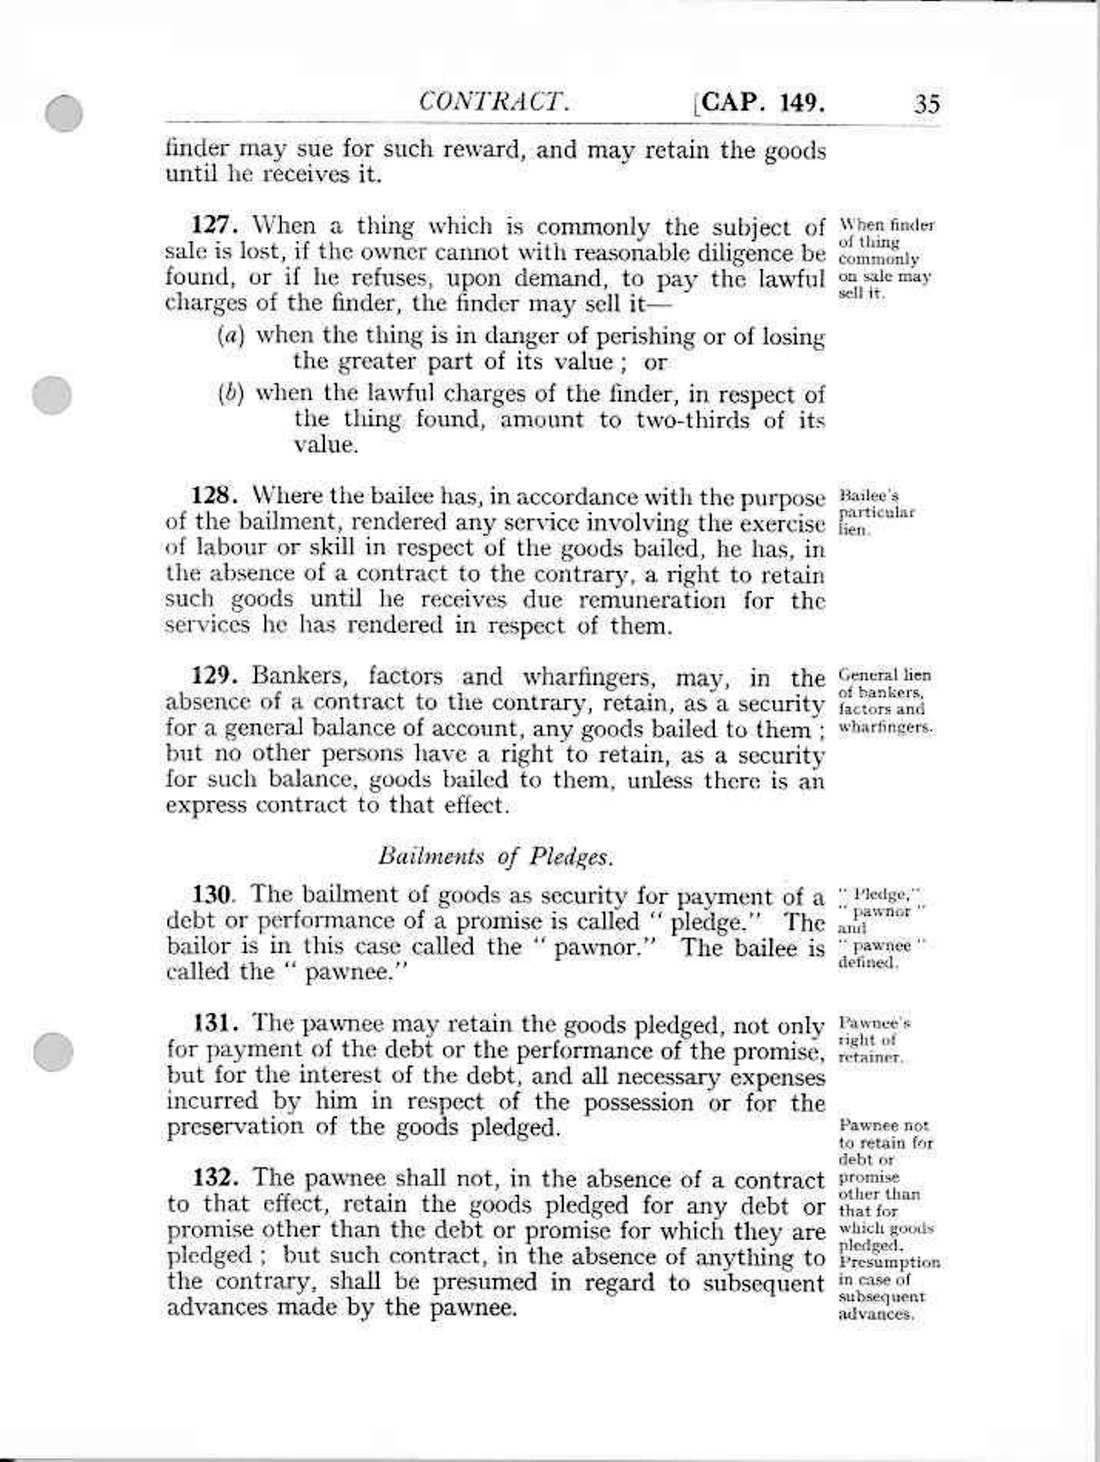 CONTRACT. [CAP. 149. 35
finder may sue for such reward, and may retain the goods
until he receives it.
127. When a thing which is commonly the subject of
sale is lost, if the owner cannot with reasonable diligence be
found, or if he refuses, upon demand, to pay the lawful
charges of the finder, the finder may sell it—
When finder
of thing
commonly
on sale may
sell it.
(a) when the thing is in danger of perishing or of losing
the greater part of its value ; or
(b) when the lawful charges of the finder, in respect of
the thing found, amount to two-thirds of its
value.
128. Where the bailee has, in accordance with the purpose
of the bailment, rendered any service involving the exercise
of labour or skill in respect of the goods bailed, he has, in
the absence of a contract to the contrary, a right to retain
such goods until he receives due remuneration for the
services he has rendered in respect of them.
Bailee's
particular
lien.
129. Bankers, factors and wharfingers, may, in the
absence of a contract to the contrary, retain, as a security
for a general balance of account, any goods bailed to them ;
but no other persons have a right to retain, as a security
for such balance, goods bailed to them, unless there is an
express contract to that effect.
General lien
of bankers,
factors and
wharfingers.
Bailments of Pledges.
130. The bailment of goods as security for payment of a
debt or performance of a promise is called “ pledge.” The
bailor is in this case called the “ pawnor.” The bailee is
called the “ pawnee.”
“ Pledge,”
“ pawnor ”
and
“ pawnee ”
defined.
131. The pawnee may retain the goods pledged, not only
for payment of the debt or the performance of the promise,
but for the interest of the debt, and all necessary expenses
incurred by him in respect of the possession or for the
preservation of the goods pledged.
Pawnee's
right of
retainer.
132. The pawnee shall not, in the absence of a contract
to that effect, retain the goods pledged for any debt or
promise other than the debt or promise for which they are
pledged ; but such contract, in the absence of anything to
the contrary, shall be presumed in regard to subsequent
advances made by the pawnee.
Pawnee not
to retain for
debt or
promise
other than
that for
which goods
pledged.
Presumption
in case of
subsequent
advances.